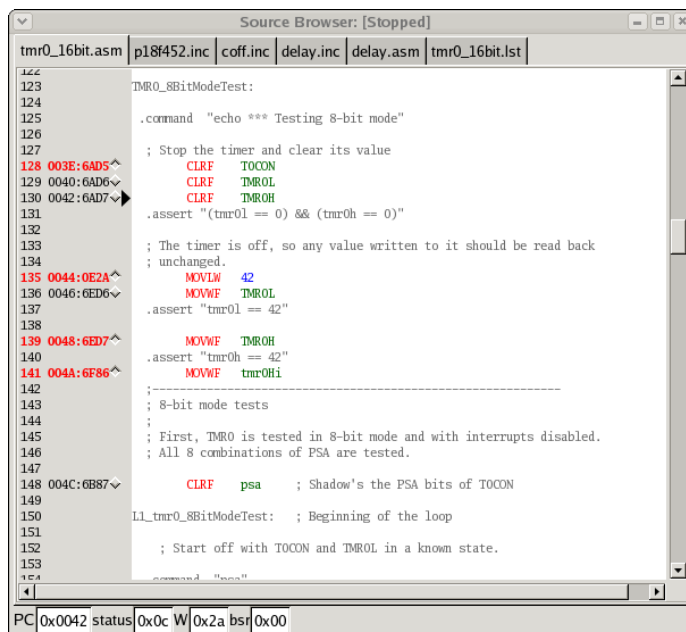 Source Browser: [Stopped]
tmr0_16bit.asm p18f452.inc coff.inc delay.inc delay.asm tmr0_16bit.lst
122
123 TMR0_8BitModeTest:
124
125 .command "echo *** Testing 8-bit mode"
126
127 ; Stop the timer and clear its value
128 003E:6AD5 CLRF T0CON
129 0040:6AD6 CLRF TMR0L
130 0042:6AD7 CLRF TMR0H
131 .assert "(tmr0l == 0) && (tmr0h == 0)"
132
133 ; The timer is off, so any value written to it should be read back
134 ; unchanged.
135 0044:0E2A MOVLW 42
136 0046:6ED6 MOVWF TMR0L
137 .assert "tmr0l == 42"
138
139 0048:6ED7 MOVWF TMR0H
140 .assert "tmr0h == 42"
141 004A:6F86 MOVWF tmr0Hi
142 ;-------------------------------------------------------------
143 ; 8-bit mode tests
144 ;
145 ; First, TMR0 is tested in 8-bit mode and with interrupts disabled.
146 ; All 8 combinations of PSA are tested.
147
148 004C:6B87 CLRF psa ; Shadow's the PSA bits of T0CON
149
150 L1_tmr0_8BitModeTest: ; Beginning of the loop
151
152 ; Start off with T0CON and TMR0L in a known state.
153
154 .command "psa"
PC 0x0042 status 0x0c W 0x2a bsr 0x00